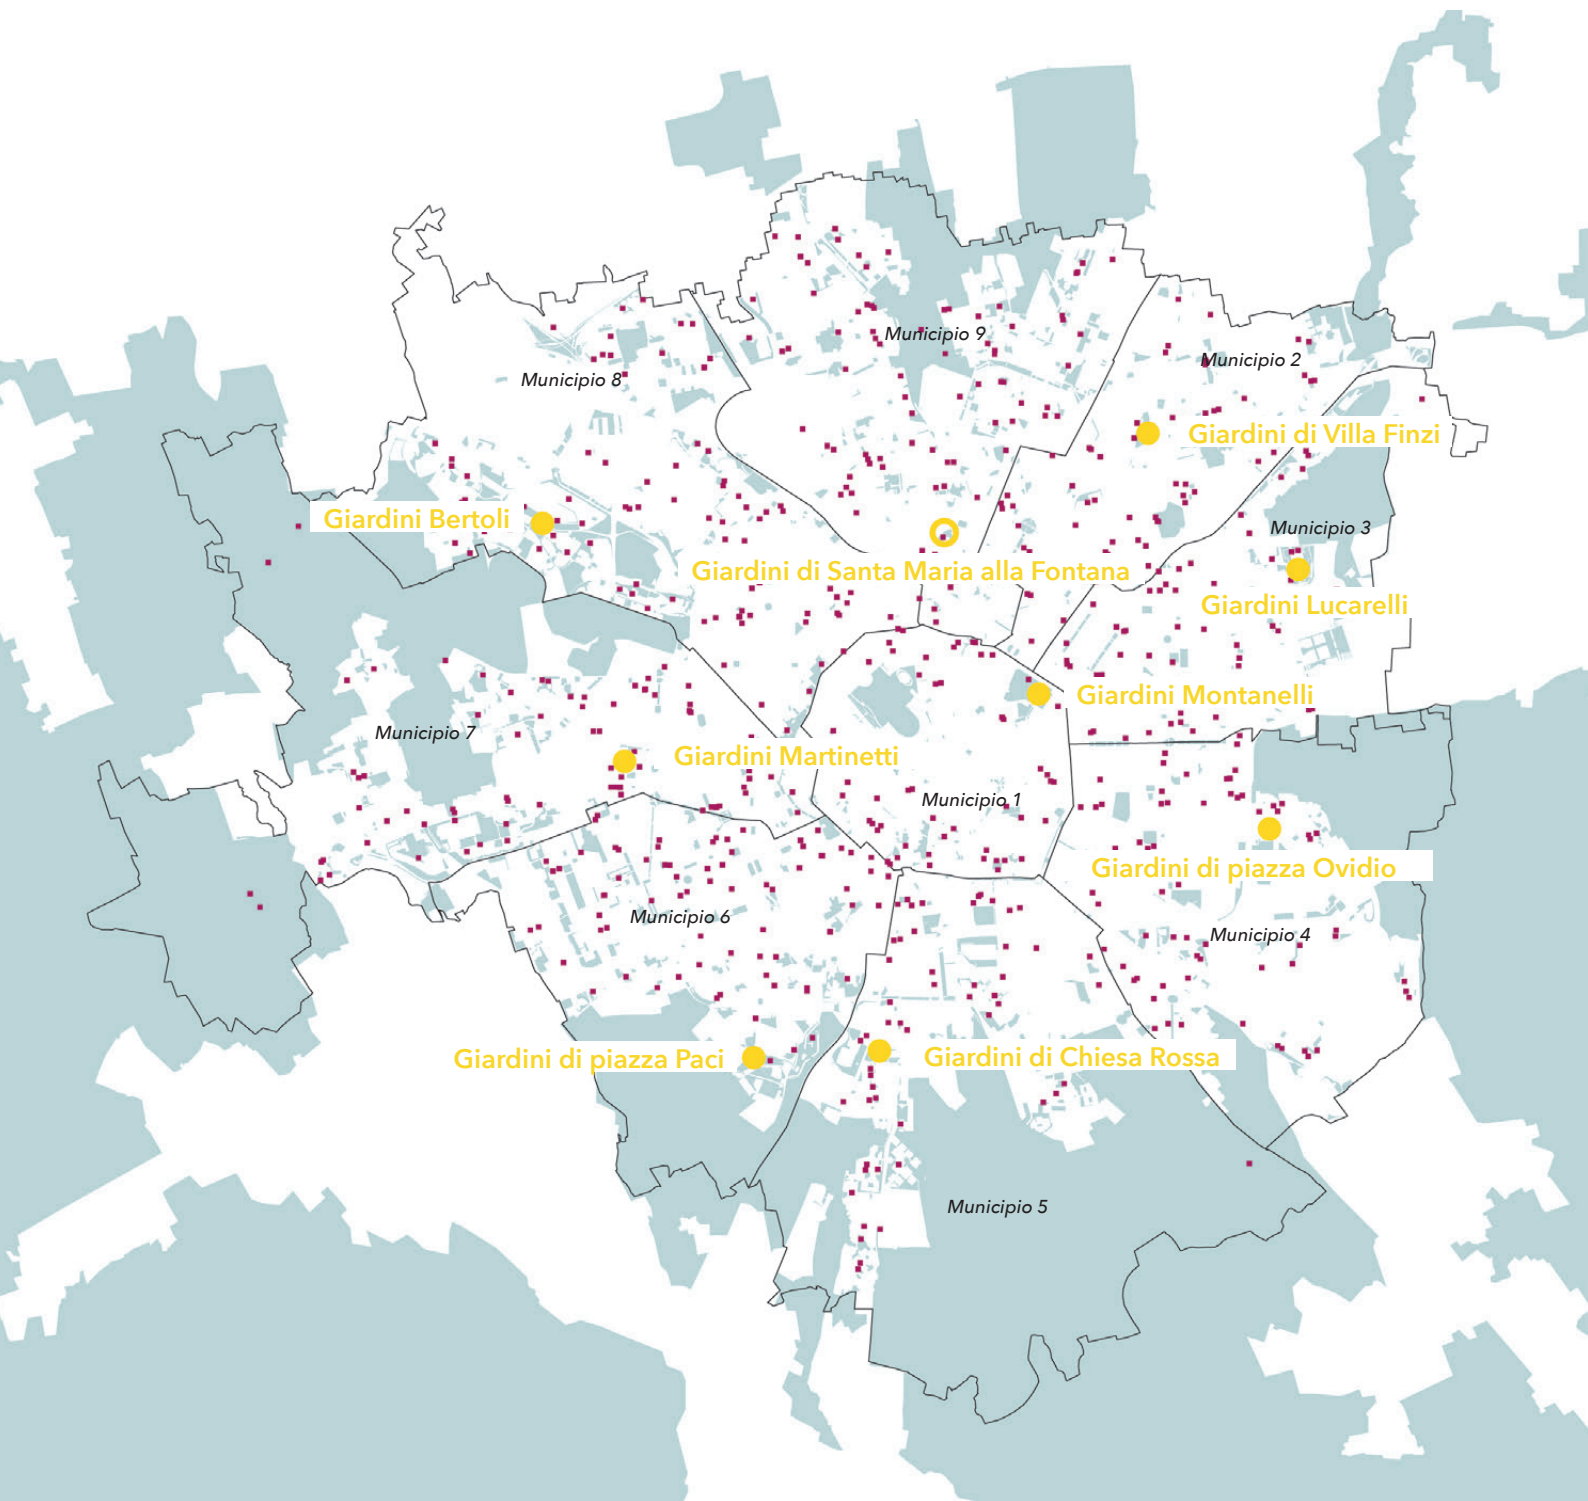 Municipio 9
Municipio 2
Municipio 8
Giardini di Villa Finzi
Giardini Bertoli
Municipio 3
Giardini di Santa Maria alla Fontana
Giardini Lucarelli
Giardini Montanelli
Municipio 7
Giardini Martinetti
Municipio 1
Giardini di piazza Ovidio
Municipio 6
Municipio 4
Giardini di piazza Paci
Giardini di Chiesa Rossa
Municipio 5